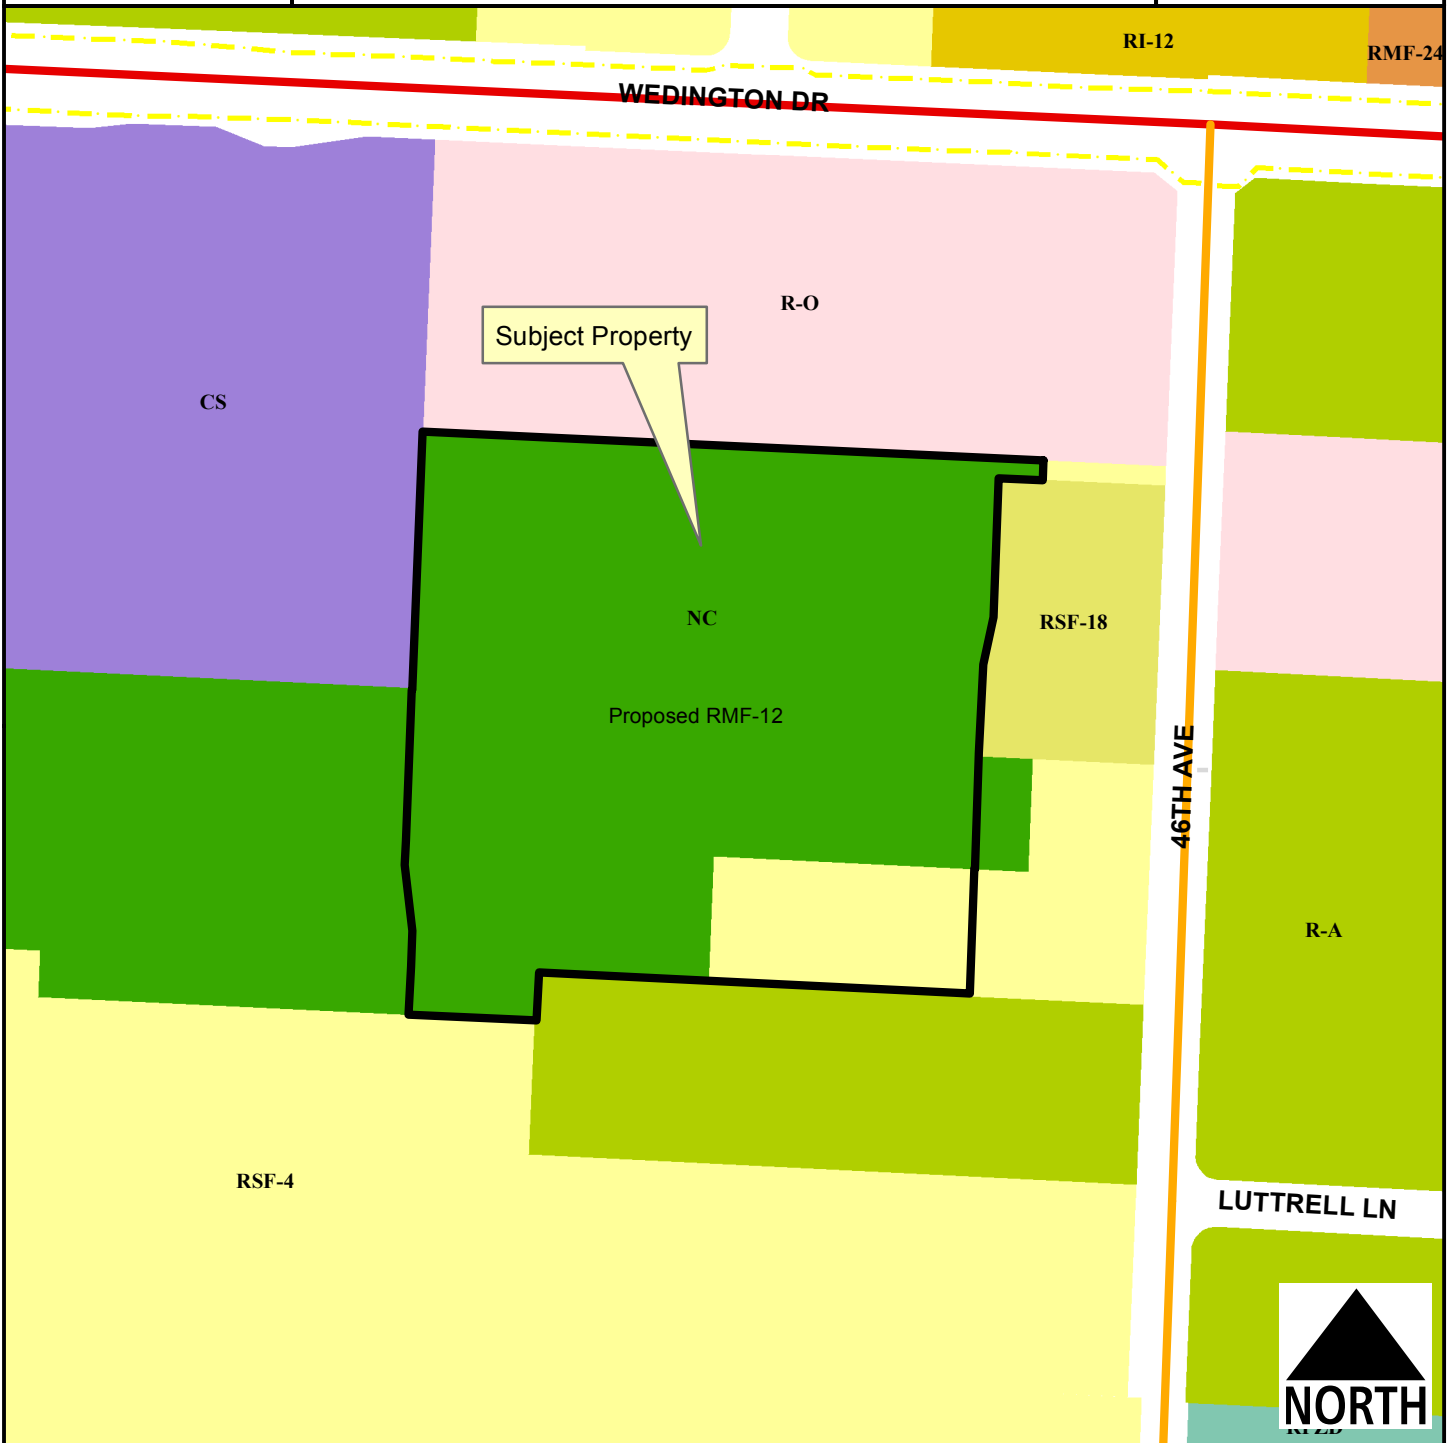 RI-12
RMF-24
WEDINGTON DR
R-O
Subject Property
CS
NC
RSF-18
Proposed RMF-12
46TH AVE
R-A
RSF-4
LUTTRELL LN
NORTH